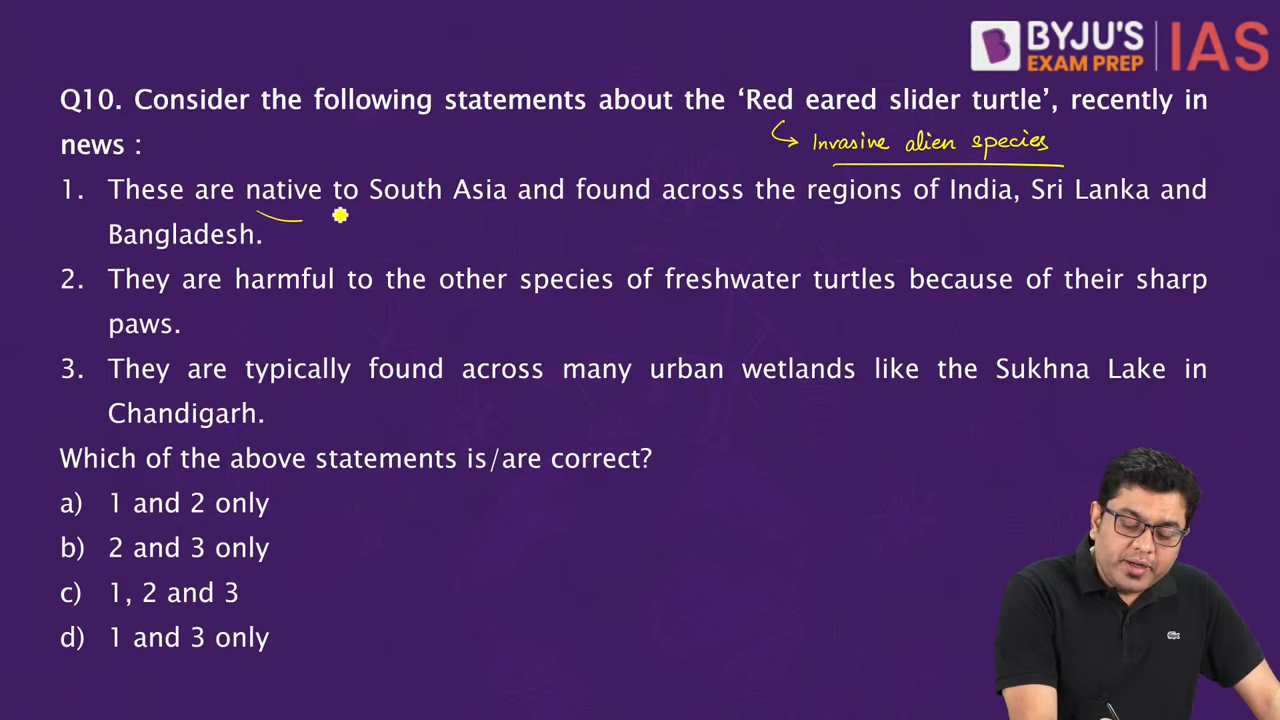 BYJU'S
EXAM PREP
IAS
Q10. Consider the following statements about the ‘Red eared slider turtle’, recently in
Invasive alien species
news :
1. These are native to South Asia and found across the regions of India, Sri Lanka and
Bangladesh.
2. They are harmful to the other species of freshwater turtles because of their sharp
paws.
3. They are typically found across many urban wetlands like the Sukhna Lake in
Chandigarh.
Which of the above statements is/are correct?
a) 1 and 2 only
b) 2 and 3 only
c) 1, 2 and 3
d) 1 and 3 only